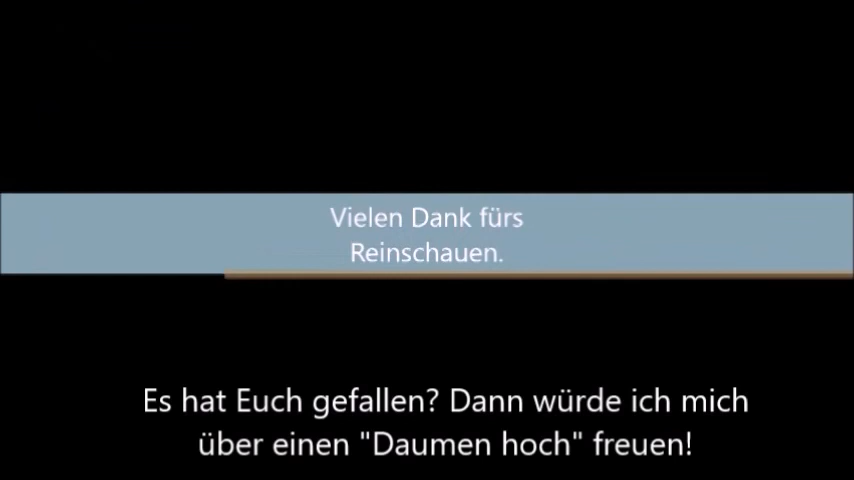 Vielen Dank fürs
Reinschauen.
Es hat Euch gefallen? Dann würde ich mich
über einen "Daumen hoch" freuen!